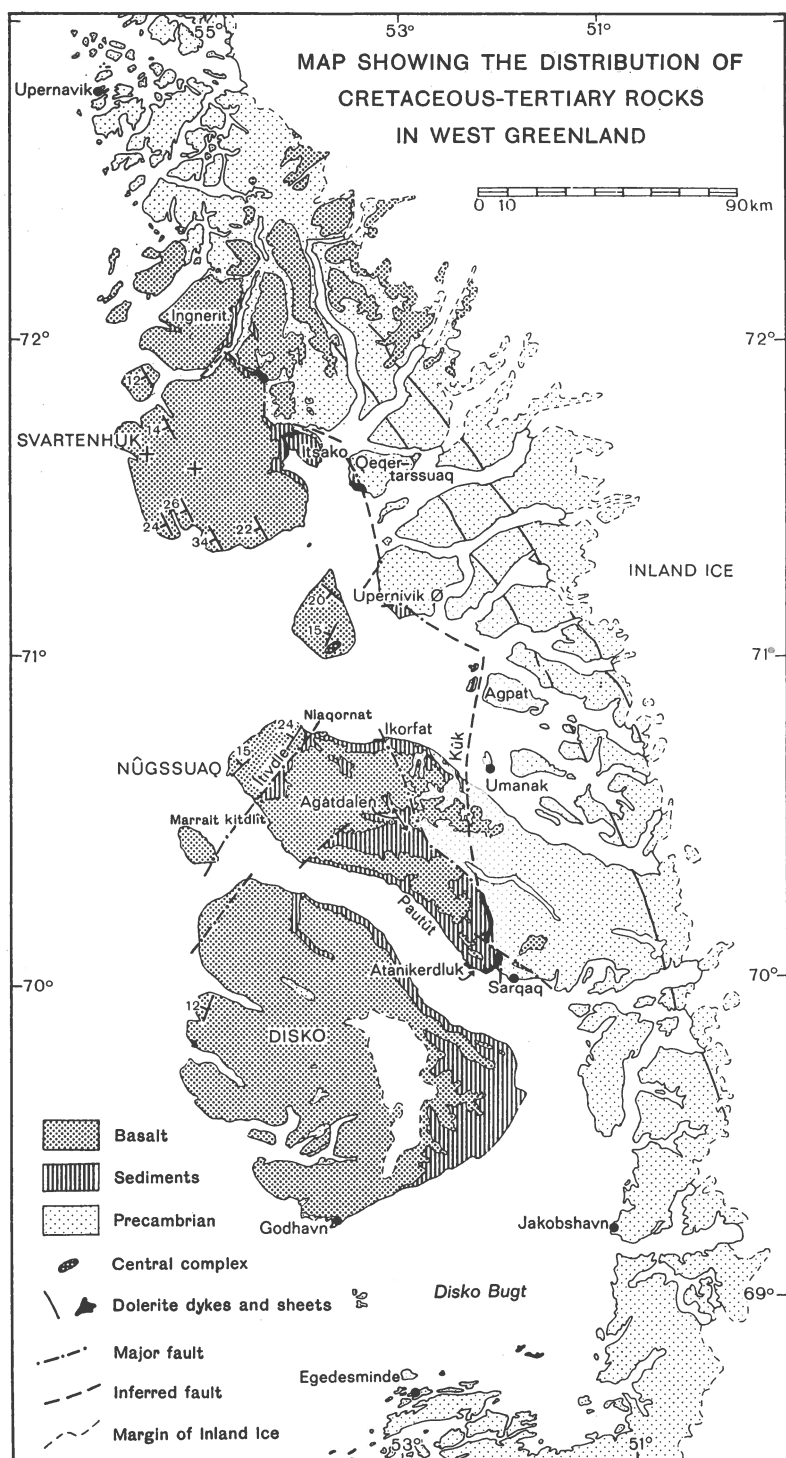 55°
53°
51°
MAP SHOWING THE DISTRIBUTION OF
CRETACEOUS-TERTIARY ROCKS
IN WEST GREENLAND
Upernavik
0 10 90km
Ingnerit
72°
72°
12
14
SVARTENHUK
Itsako
Qeqer-
tarssuaq
26
24
34
22
INLAND ICE
20
Upernivik Ø
15
71°
71°
Agpat
Niaqornat
24
Ikorfat
15
Kûk
NÛGSSUAQ
Itivdle
Umanak
Agatdalen
Marrait kitdlît
Pautût
Atanikerdluk
70°
Sarqaq
70°
12
DISKO
Basalt
Sediments
Precambrian
Godhavn
Jakobshavn
Central complex
Disko Bugt
69°
Dolerite dykes and sheets
Major fault
Egedesminde
Inferred fault
Margin of Inland Ice
53°
51°